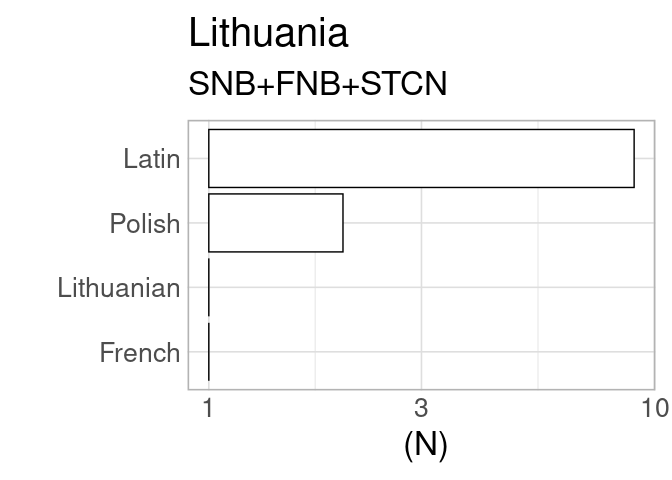 Lithuania
SNB+FNB+STCN
Latin
Polish
Lithuanian
French
1 3 10
(N)